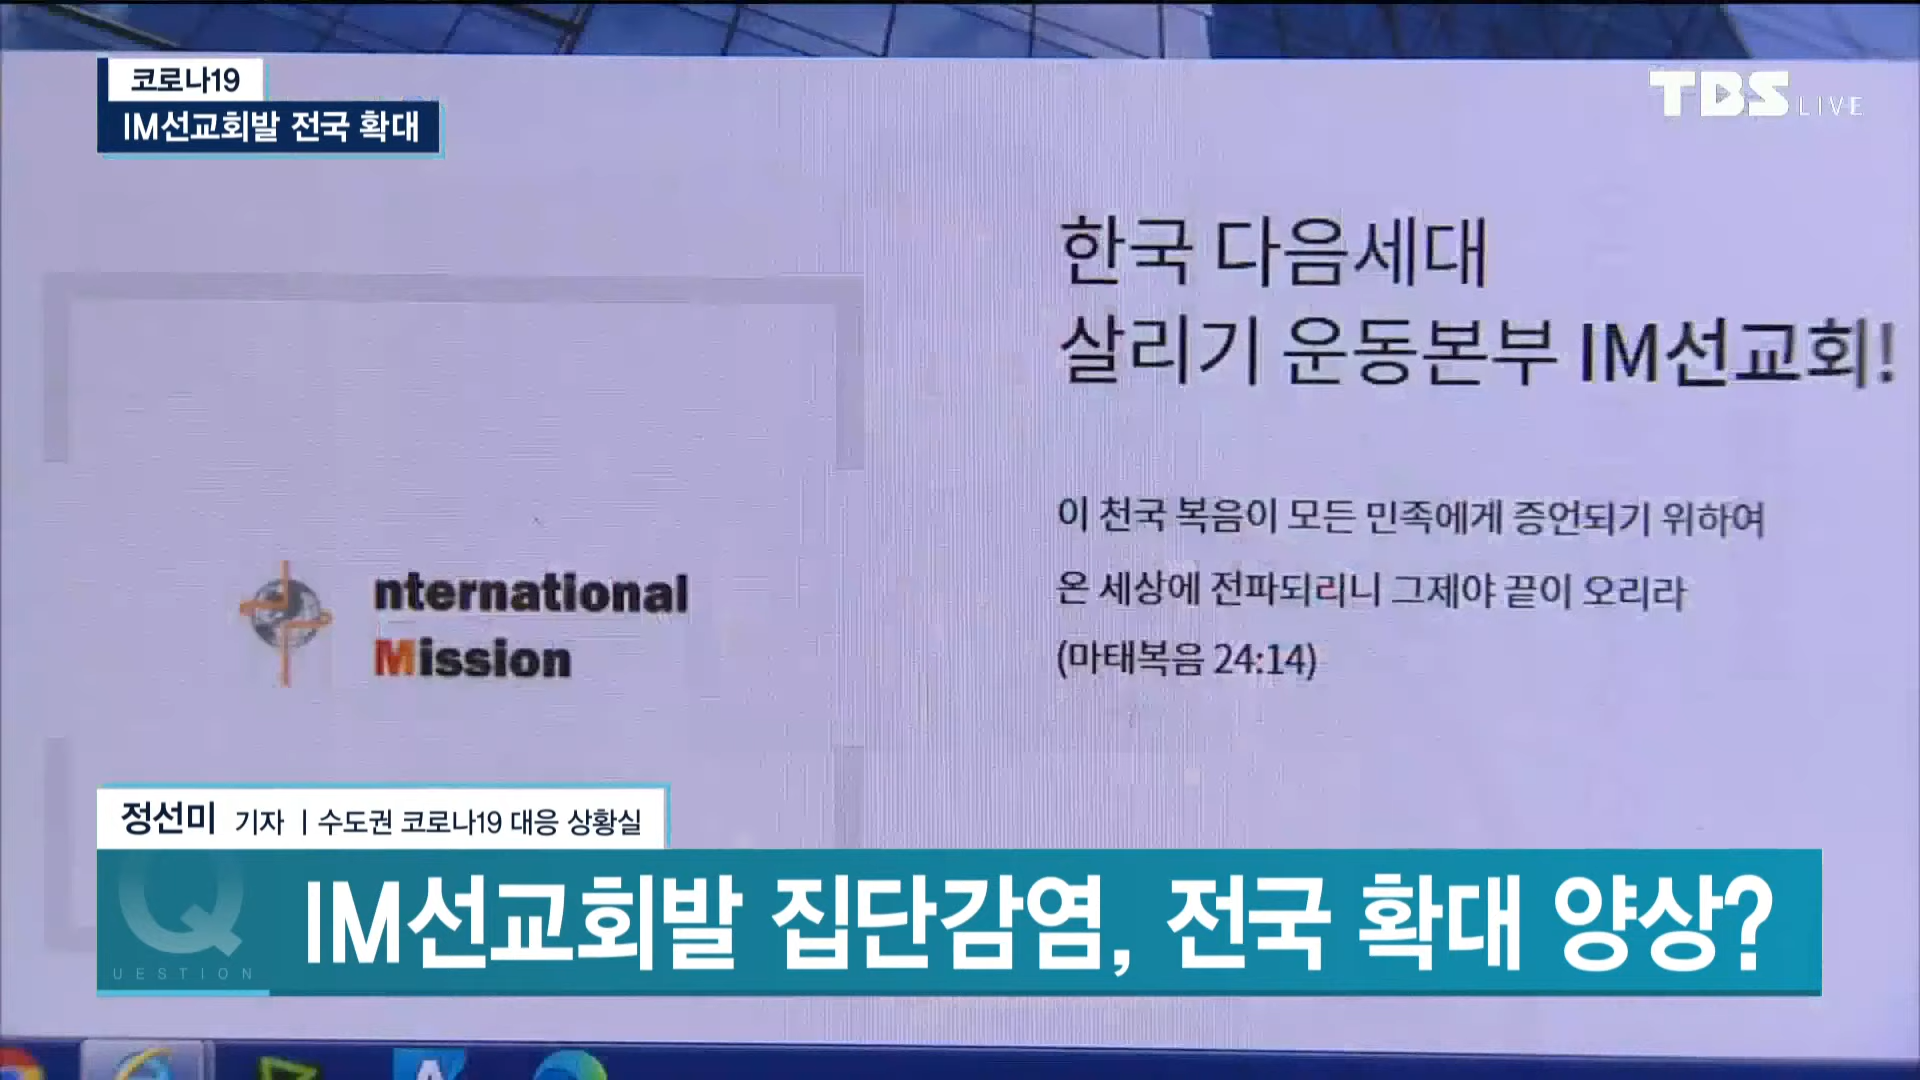 코로나19
IM선교회발 전국 확대
TBS LIVE
한국 다음세대
살리기 운동본부 IM선교회!
이 천국 복음이 모든 민족에게 증언되기 위하여
온 세상에 전파되리니 그제야 끝이 오리라
(마태복음 24:14)
nternational
Mission
정선미 기자 | 수도권 코로나19 대응 상황실
QUESTION
IM선교회발 집단감염, 전국 확대 양상?